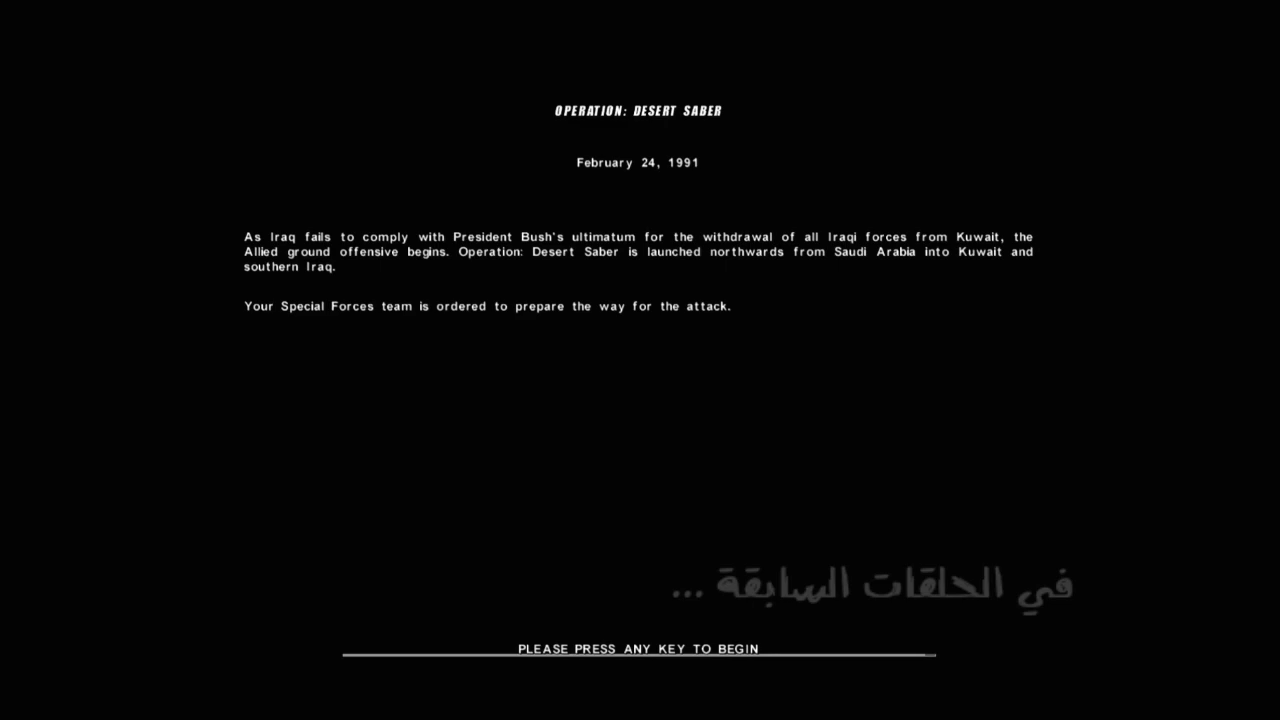 OPERATION: DESERT SABER
February 24, 1991
As Iraq fails to comply with President Bush's ultimatum for the withdrawal of all Iraqi forces from Kuwait, the
Allied ground offensive begins. Operation: Desert Saber is launched northwards from Saudi Arabia into Kuwait and
southern Iraq.
Your Special Forces team is ordered to prepare the way for the attack.
في الحلقات السابقة ...
PLEASE PRESS ANY KEY TO BEGIN